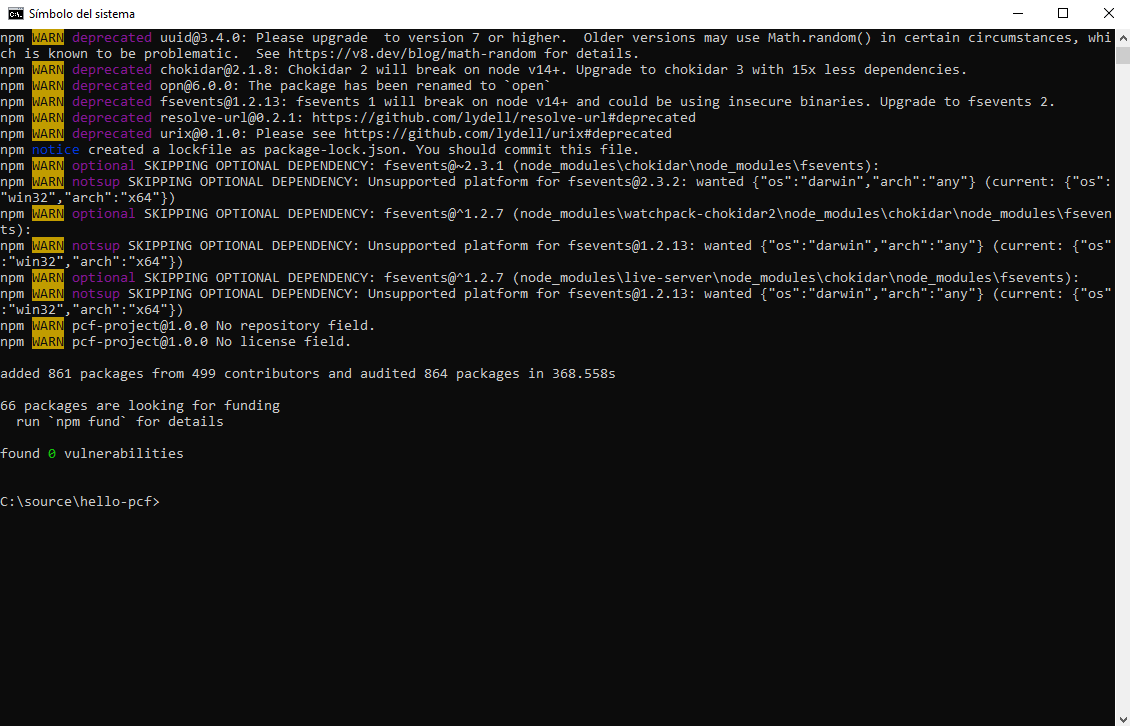 Símbolo del sistema
npm WARN deprecated uuid@3.4.0: Please upgrade  to version 7 or higher.  Older versions may use Math.random() in certain circumstances, whi
ch is known to be problematic.  See https://v8.dev/blog/math-random for details.
npm WARN deprecated chokidar@2.1.8: Chokidar 2 will break on node v14+. Upgrade to chokidar 3 with 15x less dependencies.
npm WARN deprecated opn@6.0.0: The package has been renamed to `open`
npm WARN deprecated fsevents@1.2.13: fsevents 1 will break on node v14+ and could be using insecure binaries. Upgrade to fsevents 2.
npm WARN deprecated resolve-url@0.2.1: https://github.com/lydell/resolve-url#deprecated
npm WARN deprecated urix@0.1.0: Please see https://github.com/lydell/urix#deprecated
npm notice created a lockfile as package-lock.json. You should commit this file.
npm WARN optional SKIPPING OPTIONAL DEPENDENCY: fsevents@~2.3.1 (node_modules\chokidar\node_modules\fsevents):
npm WARN notsup SKIPPING OPTIONAL DEPENDENCY: Unsupported platform for fsevents@2.3.2: wanted {"os":"darwin","arch":"any"} (current: {"os":
"win32","arch":"x64"})
npm WARN optional SKIPPING OPTIONAL DEPENDENCY: fsevents@^1.2.7 (node_modules\watchpack-chokidar2\node_modules\chokidar\node_modules\fseven
ts):
npm WARN notsup SKIPPING OPTIONAL DEPENDENCY: Unsupported platform for fsevents@1.2.13: wanted {"os":"darwin","arch":"any"} (current: {"os"
:"win32","arch":"x64"})
npm WARN optional SKIPPING OPTIONAL DEPENDENCY: fsevents@^1.2.7 (node_modules\live-server\node_modules\chokidar\node_modules\fsevents):
npm WARN notsup SKIPPING OPTIONAL DEPENDENCY: Unsupported platform for fsevents@1.2.13: wanted {"os":"darwin","arch":"any"} (current: {"os"
:"win32","arch":"x64"})
npm WARN pcf-project@1.0.0 No repository field.
npm WARN pcf-project@1.0.0 No license field.
added 861 packages from 499 contributors and audited 864 packages in 368.558s
66 packages are looking for funding
  run `npm fund` for details
found 0 vulnerabilities
C:\source\hello-pcf>